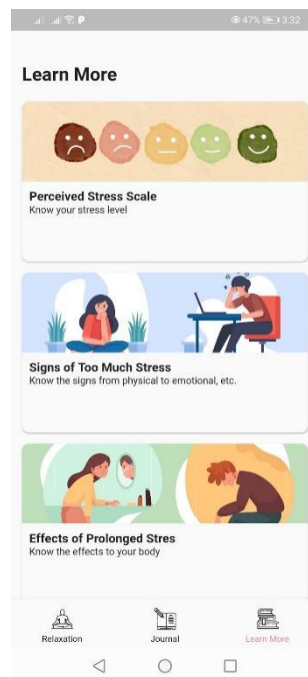 47% 3:32
Learn More
Perceived Stress Scale
Know your stress level
Signs of Too Much Stress
Know the signs from physical to emotional, etc.
Effects of Prolonged Stres
Know the effects to your body
Relaxation Journal Learn More